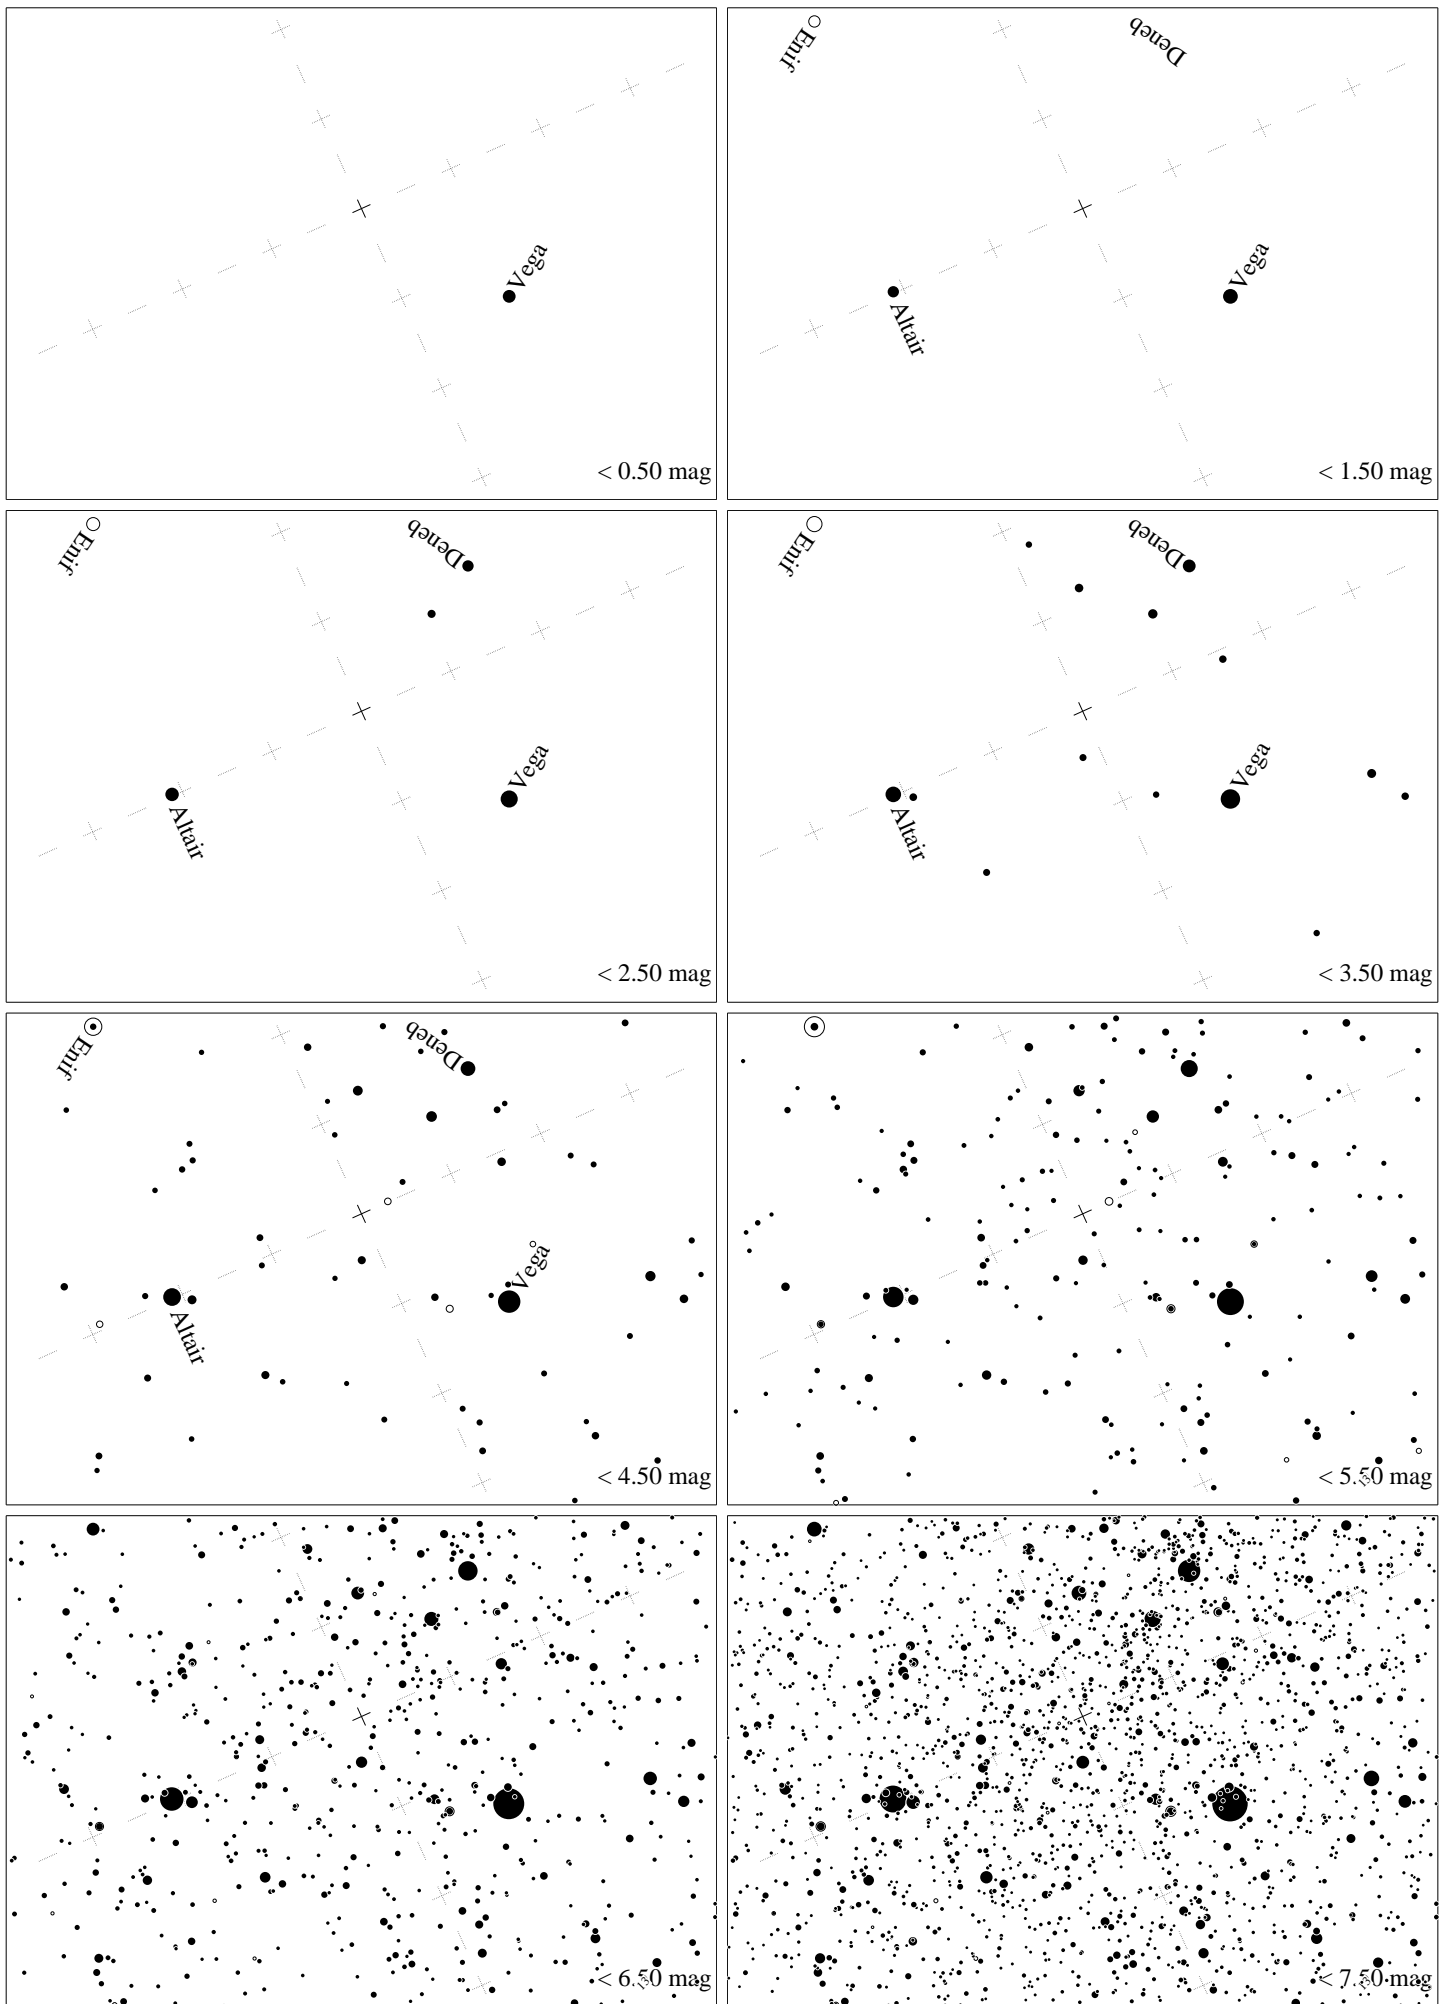 Vega
< 0.50 mag
Enif
Deneb
Altair
Vega
< 1.50 mag
Enif
Deneb
Altair
Vega
< 2.50 mag
Enif
Deneb
Altair
Vega
< 3.50 mag
Enif
Deneb
Altair
Vega
< 4.50 mag
< 5.50 mag
< 6.50 mag
< 7.50 mag